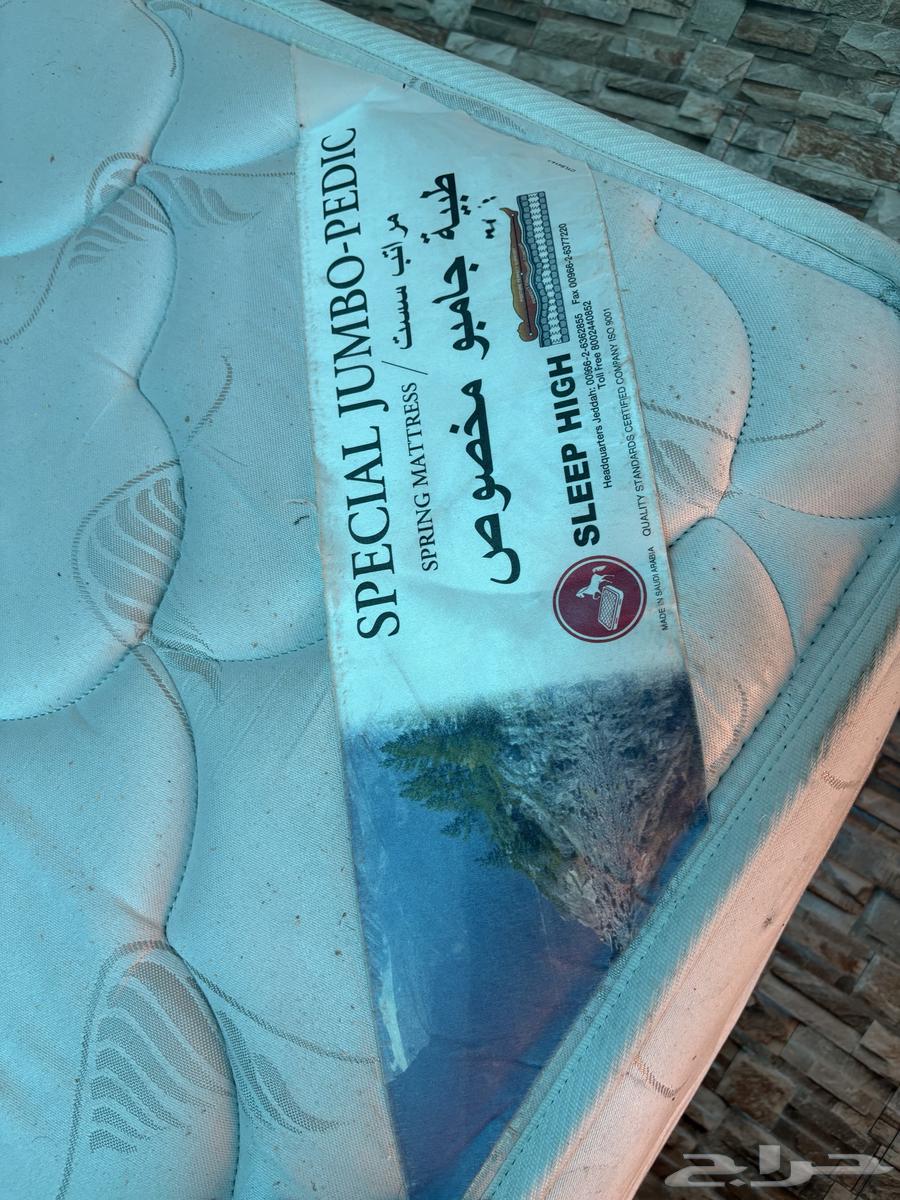 SPECIAL JUMBO-PEDIC
SPRING MATTRESS / مراتب سست
طبية جامبو مخصوص
SLEEP HIGH
Headquarters Jeddah: 00966-2-6362855 Fax 00966-2-6377220
Toll Free 8002440852
MADE IN SAUDI ARABIA QUALITY STANDARDS CERTIFIED COMPANY ISO 9001
حراج